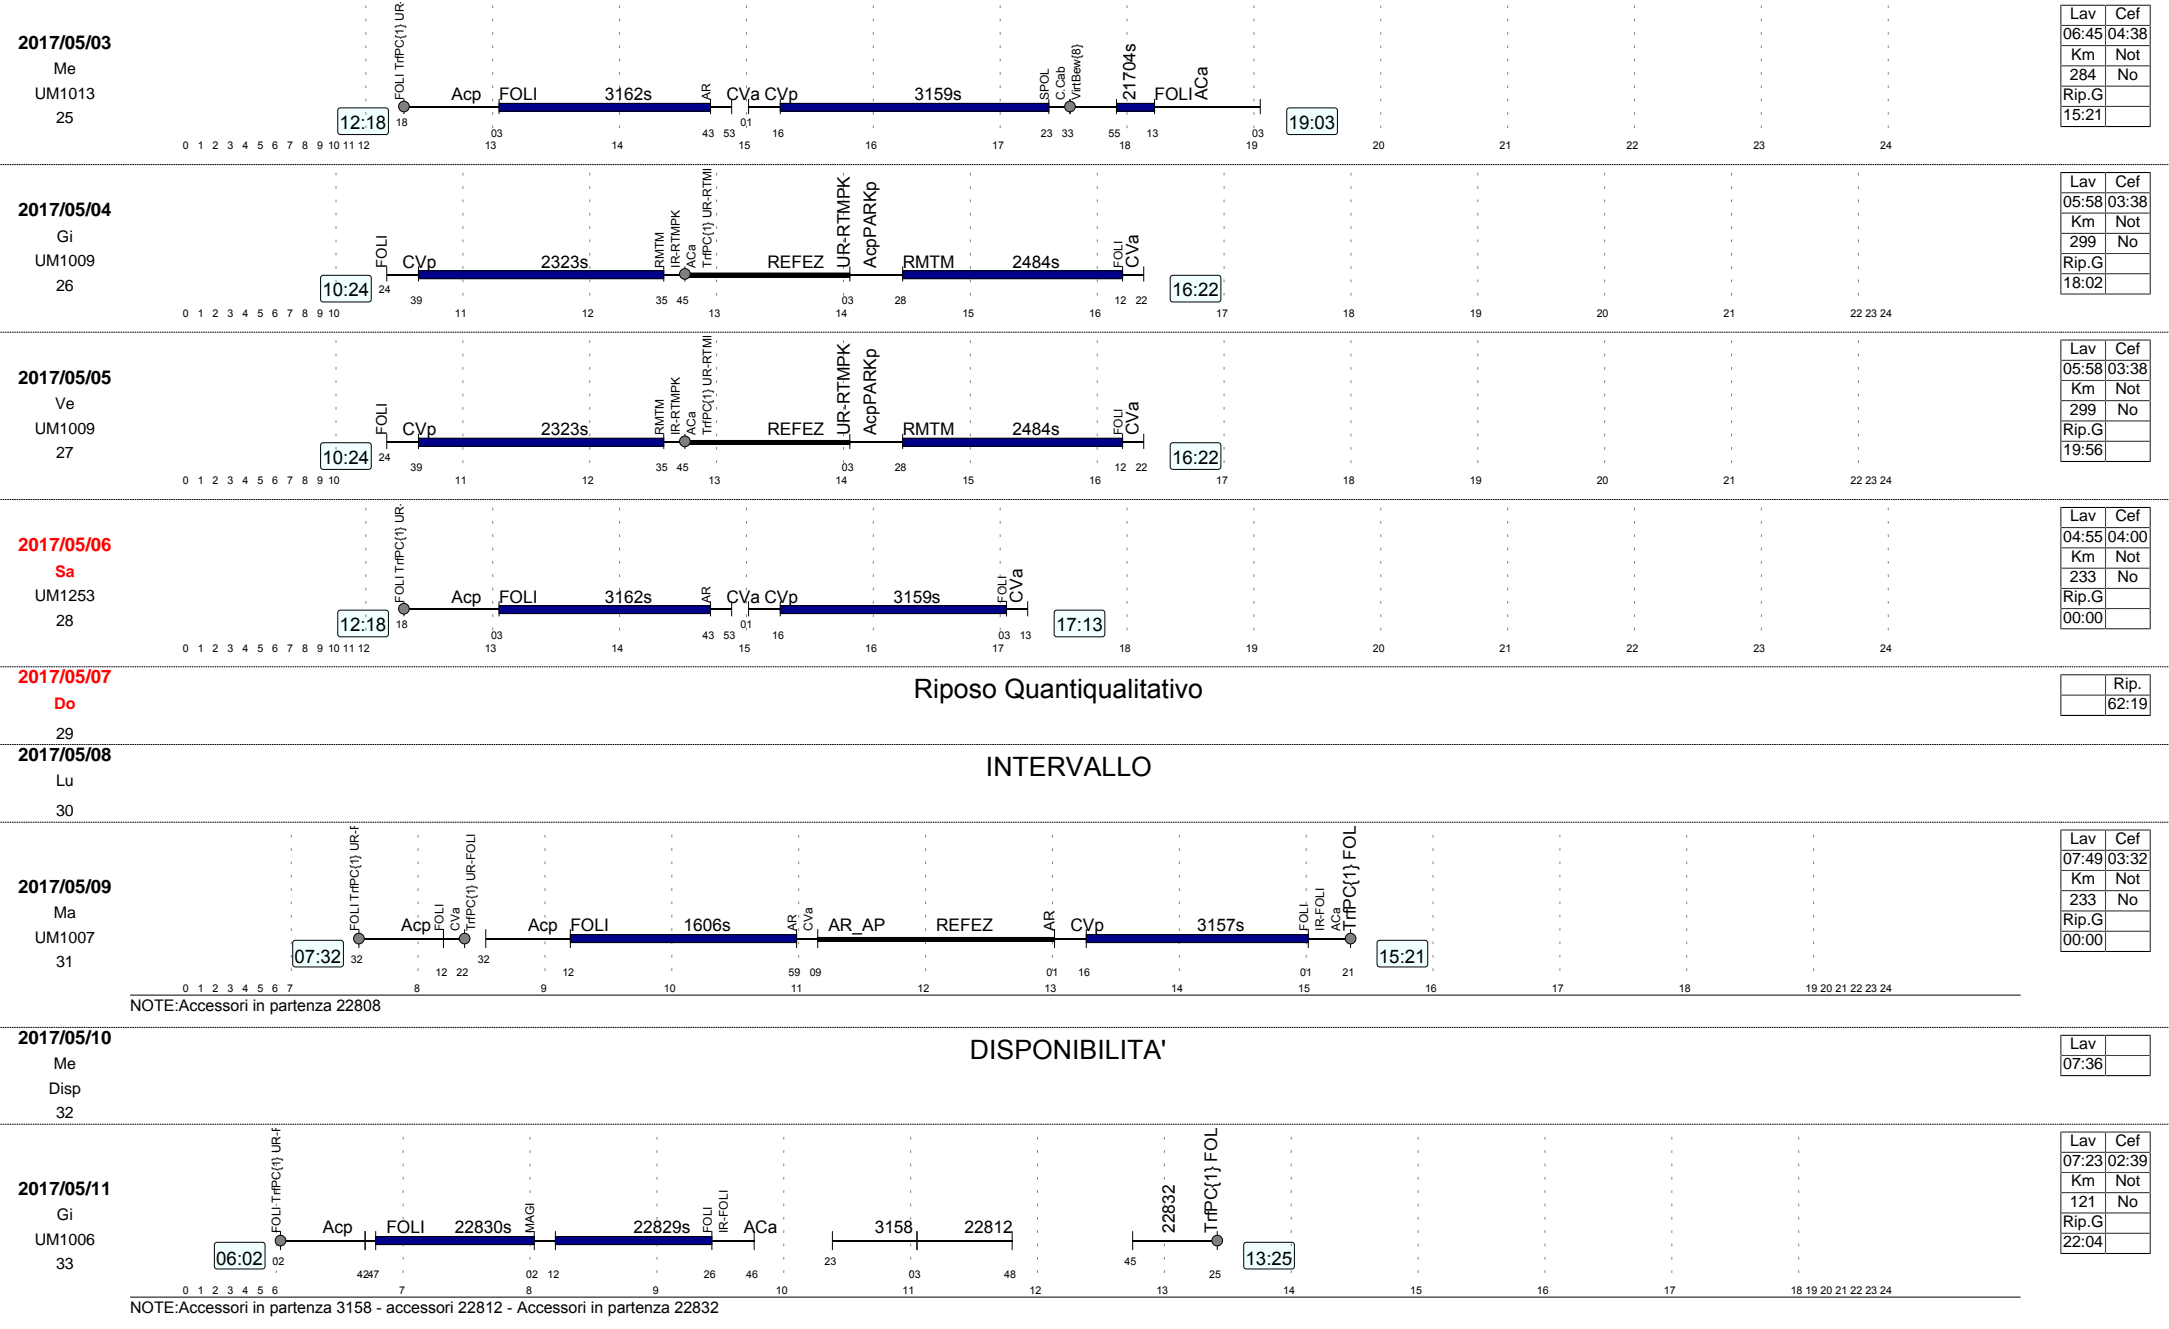 2017/05/03
Me
UM1013
25
12:18
FOLI TrfPC{1} UR-
Acp FOLI 3162s AR CVa CVp 3159s SPOL C.Cab VirtBew{8} 21704s FOLI ACa
18 03 43 53 01 16 23 33 55 13 03
19:03
0 1 2 3 4 5 6 7 8 9 10 11 12 13 14 15 16 17 18 19 20 21 22 23 24
Lav Cef
06:45 04:38
Km Not
284 No
Rip.G
15:21
2017/05/04
Gi
UM1009
26
10:24
FOLI CVp 2323s RMTM IR-RTMPK ACa TrfPC{1} UR-RTMI REFEZ UR-RTMPK AcpPARKp RMTM 2484s FOLI CVa
24 39 35 45 03 28 12 22
16:22
0 1 2 3 4 5 6 7 8 9 10 11 12 13 14 15 16 17 18 19 20 21 22 23 24
Lav Cef
05:58 03:38
Km Not
299 No
Rip.G
18:02
2017/05/05
Ve
UM1009
27
10:24
FOLI CVp 2323s RMTM IR-RTMPK ACa TrfPC{1} UR-RTMI REFEZ UR-RTMPK AcpPARKp RMTM 2484s FOLI CVa
24 39 35 45 03 28 12 22
16:22
0 1 2 3 4 5 6 7 8 9 10 11 12 13 14 15 16 17 18 19 20 21 22 23 24
Lav Cef
05:58 03:38
Km Not
299 No
Rip.G
19:56
2017/05/06
Sa
UM1253
28
12:18
FOLI TrfPC{1} UR-
Acp FOLI 3162s AR CVa CVp 3159s FOLI CVa
18 03 43 53 01 16 03 13
17:13
0 1 2 3 4 5 6 7 8 9 10 11 12 13 14 15 16 17 18 19 20 21 22 23 24
Lav Cef
04:55 04:00
Km Not
233 No
Rip.G
00:00
2017/05/07
Do
29
Riposo Quantiqualitativo
Rip.
62:19
2017/05/08
Lu
30
INTERVALLO
2017/05/09
Ma
UM1007
31
07:32
FOLI TrfPC{1} UR-F
Acp FOLI CVa TrfPC{1} UR-FOLI Acp FOLI 1606s AR CVa AR_AP REFEZ AR CVp 3157s FOLI IR-FOLI ACa TrfPC{1} FOL
32 12 22 32 12 59 09 01 16 01 21
15:21
0 1 2 3 4 5 6 7 8 9 10 11 12 13 14 15 16 17 18 19 20 21 22 23 24
NOTE:Accessori in partenza 22808
Lav Cef
07:49 03:32
Km Not
233 No
Rip.G
00:00
2017/05/10
Me
Disp
32
DISPONIBILITA'
Lav
07:36
2017/05/11
Gi
UM1006
33
06:02
FOLI TrfPC{1} UR-F
Acp FOLI 22830s MAGI 22829s FOLI IR-FOLI ACa 3158 22812 22832 TrfPC{1} FOL
02 42 47 02 12 26 46 23 03 48 45 25
13:25
0 1 2 3 4 5 6 7 8 9 10 11 12 13 14 15 16 17 18 19 20 21 22 23 24
NOTE:Accessori in partenza 3158 - accessori 22812 - Accessori in partenza 22832
Lav Cef
07:23 02:39
Km Not
121 No
Rip.G
22:04